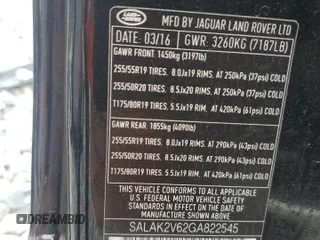 LAND ROVER
MFD BY JAGUAR LAND ROVER LTD
DATE: 03/16 GWR: 3260KG (7187LB)
GAWR FRONT 1450kg (3197lb)
255/55R19 TIRES. 8.0Jx19 RIMS, AT 250kPa (37psi) COLD
255/50R20 TIRES. 8.5Jx20 RIMS, AT 250kPa (37psi) COLD
T175/80R19 TIRES. 5.5Jx19 RIM, AT 420kPa (61psi) COLD
GAWR REAR 1855kg (4090lb)
255/55R19 TIRES. 8.0Jx19 RIMS, AT 290kPa (43psi) COLD
255/50R20 TIRES. 8.5Jx20 RIMS, AT 290kPa (43psi) COLD
T175/80R19 TIRES. 5.5Jx19 RIM, AT 420kPa (61psi) COLD
THIS VEHICLE CONFORMS TO ALL APPLICABLE
U.S. FEDERAL MOTOR VEHICLE SAFETY
STANDARDS IN EFFECT ON THE DATE OF
MANUFACTURE SHOWN ABOVE.
SALAK2V62GA822545